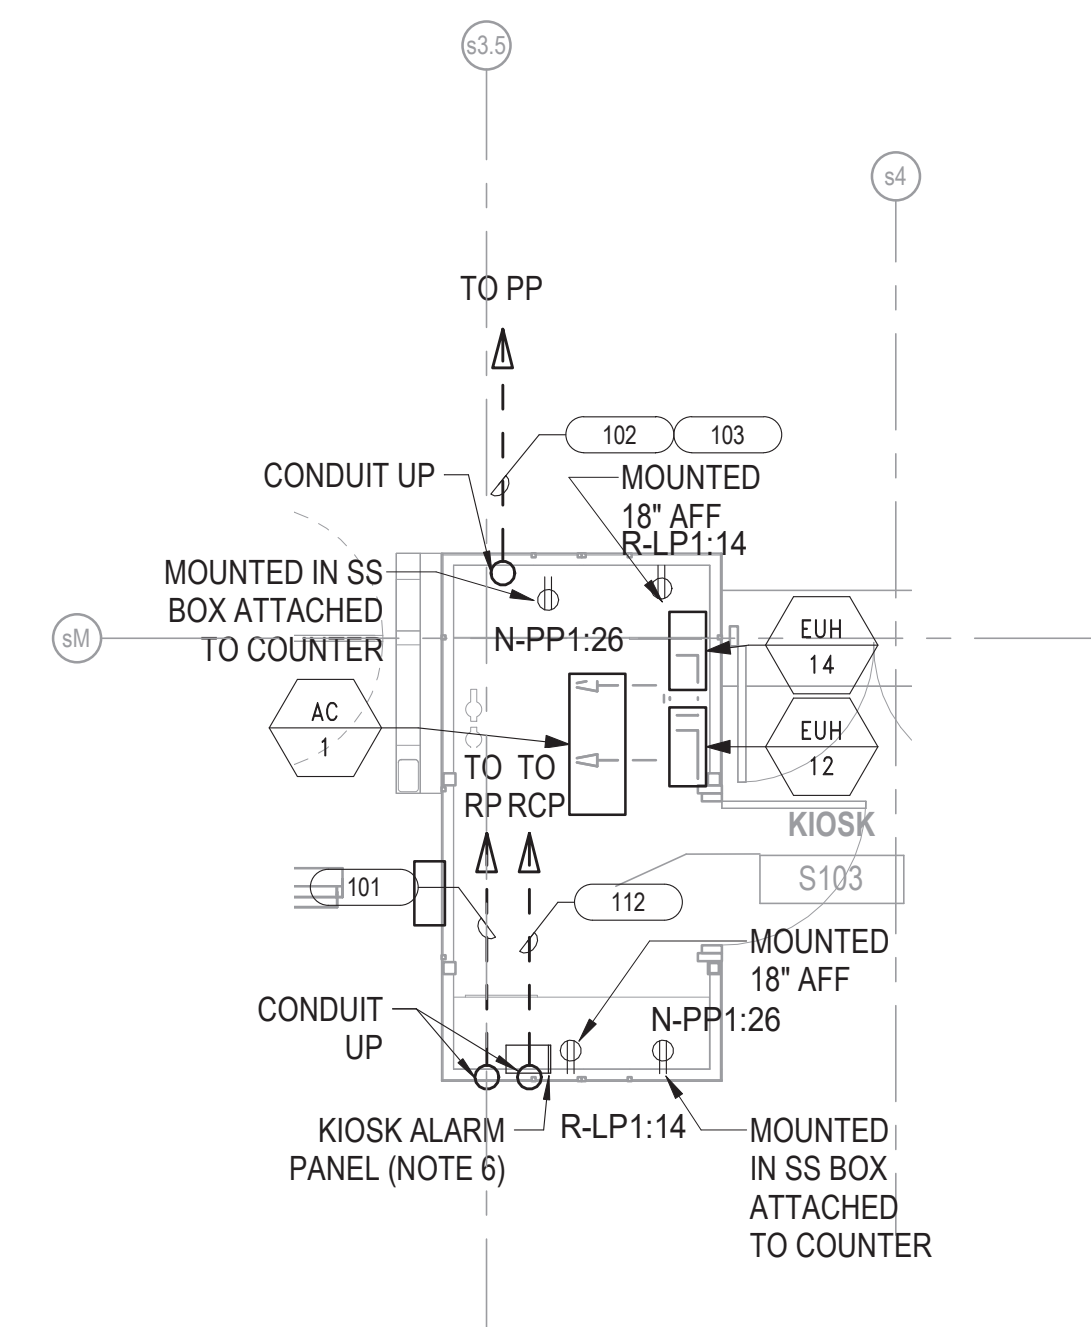 s3.5
s4
TO PP
102
103
CONDUIT UP
MOUNTED
18" AFF
R-LP1:14
MOUNTED IN SS
BOX ATTACHED
TO COUNTER
sM
N-PP1:26
EUH
14
AC
1
EUH
12
TO
RP
TO
RCP
KIOSK
S103
101
112
MOUNTED
18" AFF
CONDUIT
UP
N-PP1:26
KIOSK ALARM
PANEL (NOTE 6)
R-LP1:14
MOUNTED
IN SS BOX
ATTACHED
TO COUNTER